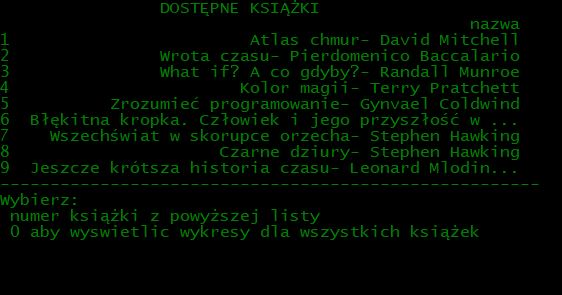 DOSTĘPNE KSIĄŻKI
nazwa
1 Atlas chmur- David Mitchell
2 Wrota czasu- Pierdomenico Baccalario
3 What if? A co gdyby?- Randall Munroe
4 Kolor magii- Terry Pratchett
5 Zrozumieć programowanie- Gynvael Coldwind
6 Błękitna kropka. Człowiek i jego przyszłość w ...
7 Wszechświat w skorupce orzecha- Stephen Hawking
8 Czarne dziury- Stephen Hawking
9 Jeszcze krótsza historia czasu- Leonard Mlodin...
------------------------------------------------------
Wybierz:
numer książki z powyższej listy
0 aby wyswietlic wykresy dla wszystkich książek